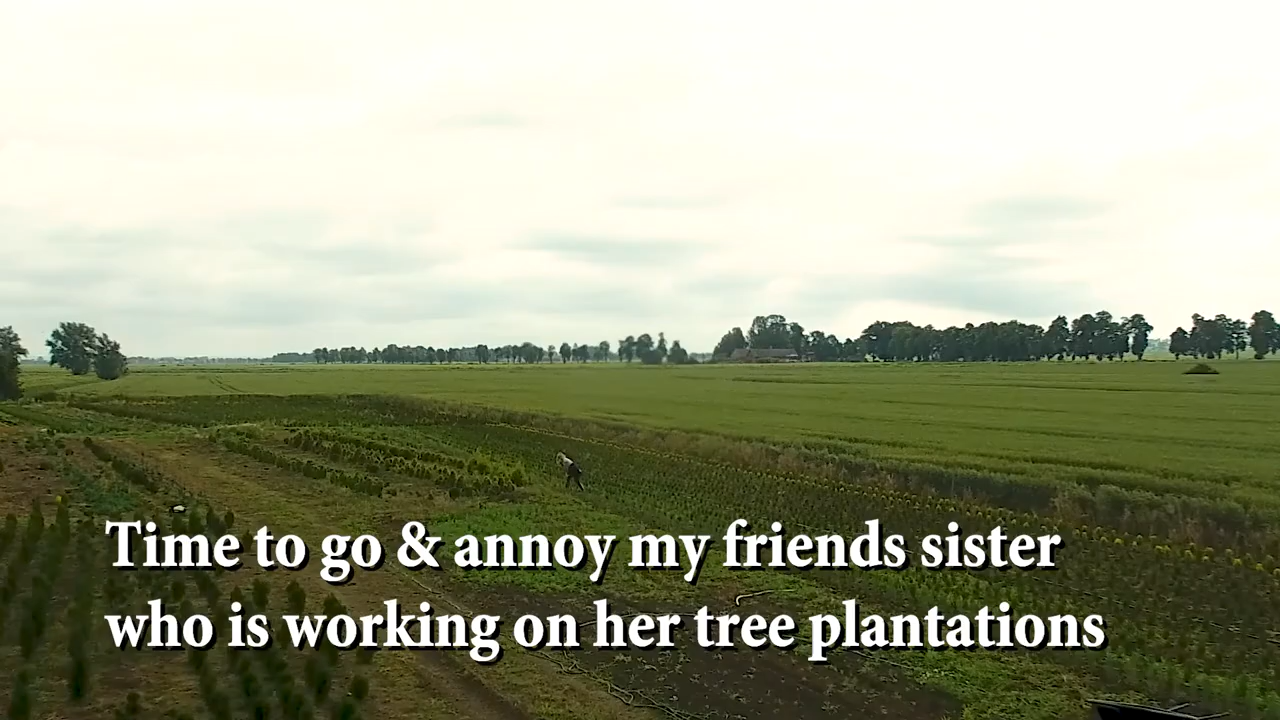 Time to go & annoy my friends sister
who is working on her tree plantations